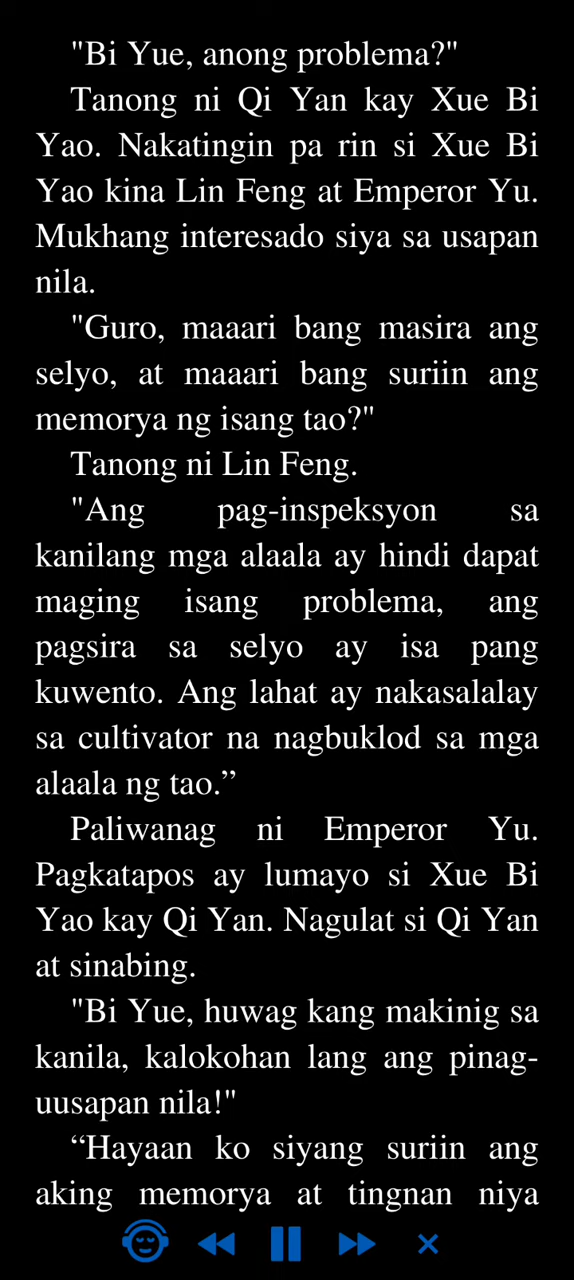 "Bi Yue, anong problema?"
Tanong ni Qi Yan kay Xue Bi
Yao. Nakatingin pa rin si Xue Bi
Yao kina Lin Feng at Emperor Yu.
Mukhang interesado siya sa usapan
nila.
"Guro, maaari bang masira ang
selyo, at maaari bang suriin ang
memorya ng isang tao?"
Tanong ni Lin Feng.
"Ang pag-inspeksyon sa
kanilang mga alaala ay hindi dapat
maging isang problema, ang
pagsira sa selyo ay isa pang
kuwento. Ang lahat ay nakasalalay
sa cultivator na nagbuklod sa mga
alaala ng tao.”
Paliwanag ni Emperor Yu.
Pagkatapos ay lumayo si Xue Bi
Yao kay Qi Yan. Nagulat si Qi Yan
at sinabing.
"Bi Yue, huwag kang makinig sa
kanila, kalokohan lang ang pinag-
uusapan nila!"
“Hayaan ko siyang suriin ang
aking memorya at tingnan niya